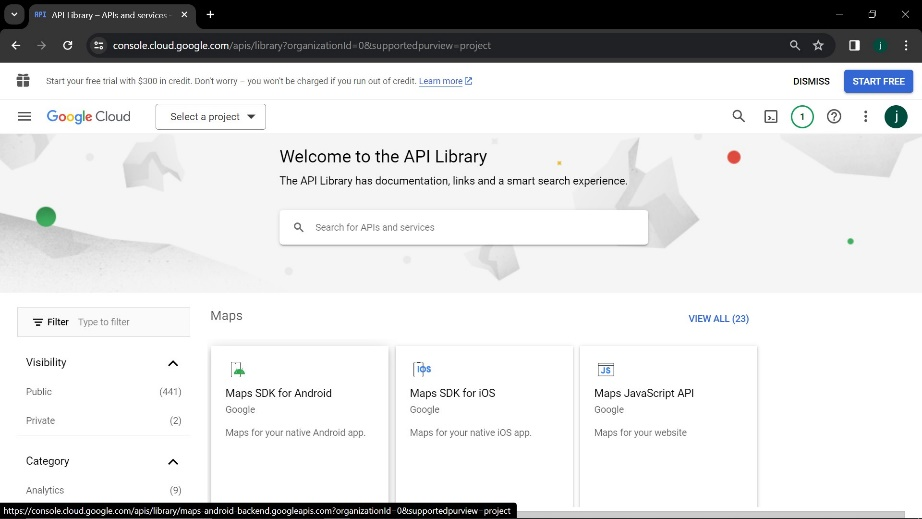 API API Library – APIs and services -
console.cloud.google.com/apis/library?organizationId=0&supportedpurview=project
j
Start your free trial with $300 in credit. Don't worry – you won't be charged if you run out of credit. Learn more
DISMISS
START FREE
Google Cloud
Select a project
1
j
Welcome to the API Library
The API Library has documentation, links and a smart search experience.
Search for APIs and services
Filter Type to filter
Maps
VIEW ALL (23)
Visibility
Public (441)
Private (2)
Category
Analytics (9)
Maps SDK for Android
Google
Maps for your native Android app.
iOS
Maps SDK for iOS
Google
Maps for your native iOS app.
JS
Maps JavaScript API
Google
Maps for your website
https://console.cloud.google.com/apis/library/maps-android-backend.googleapis.com?organizationId=0&supportedpurview=project